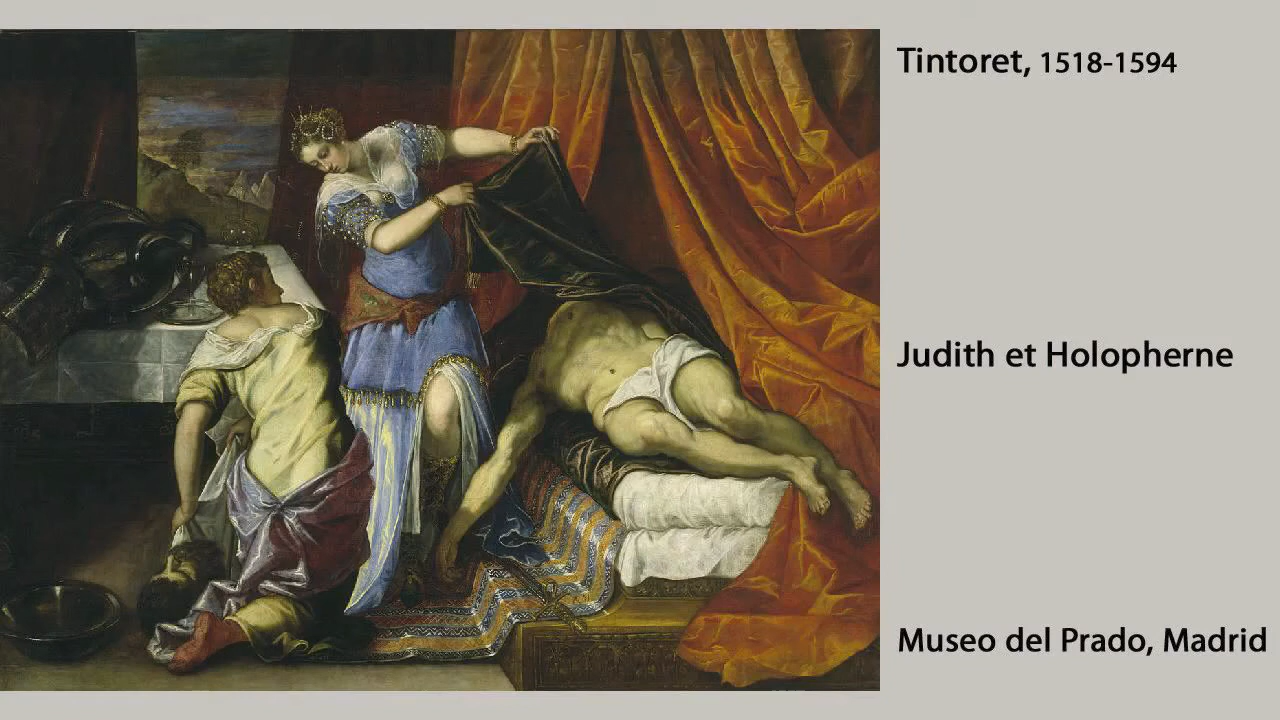 Tintoret, 1518-1594
Judith et Holopherne
Museo del Prado, Madrid